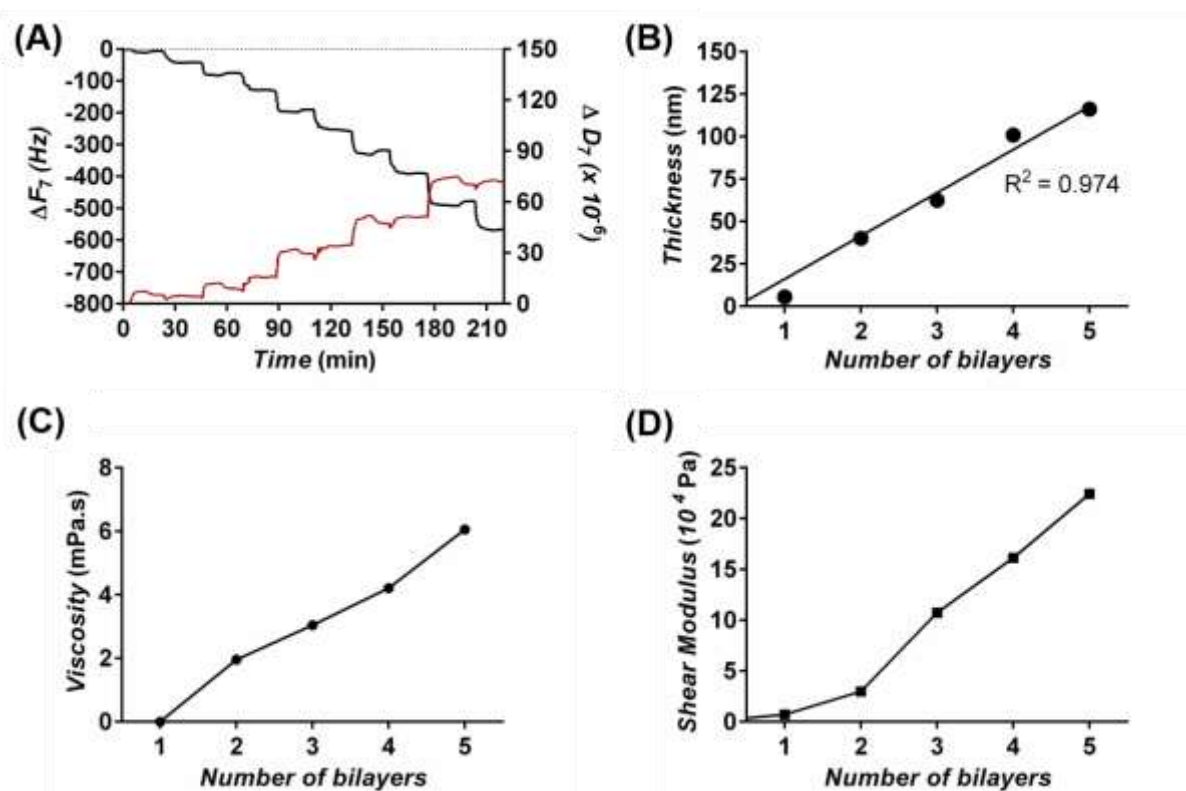 (A)
0
-100
-200
-300
-400
-500
-600
-700
-800
ΔF7 (Hz)
150
120
90
60
30
0
Δ D7 (x 10-6)
0 30 60 90 120 150 180 210
Time (min)
(B)
150
125
100
75
50
25
0
Thickness (nm)
R2 = 0.974
1 2 3 4 5
Number of bilayers
(C)
8
6
4
2
0
Viscosity (mPa.s)
1 2 3 4 5
Number of bilayers
(D)
25
20
15
10
5
0
Shear Modulus (10 4 Pa)
1 2 3 4 5
Number of bilayers